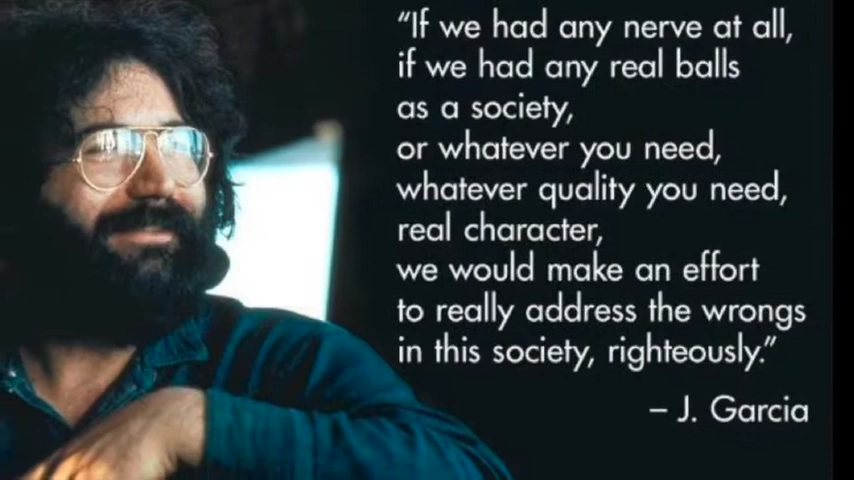 “If we had any nerve at all,
if we had any real balls
as a society,
or whatever you need,
whatever quality you need,
real character,
we would make an effort
to really address the wrongs
in this society, righteously.”
– J. Garcia